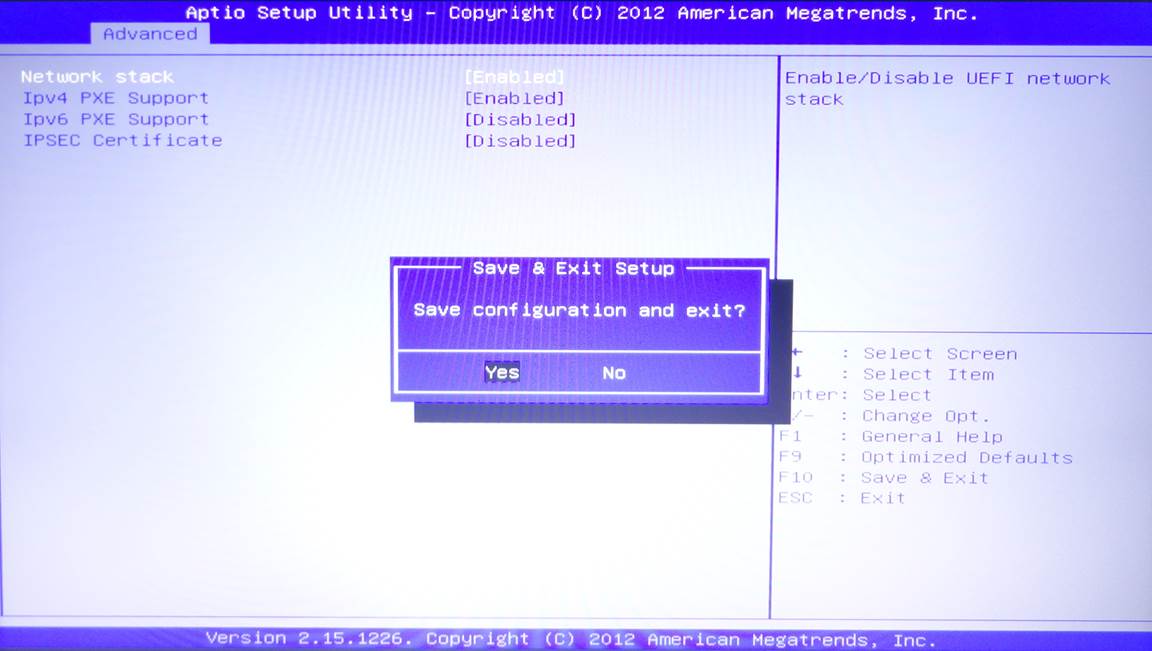 Aptio Setup Utility – Copyright (C) 2012 American Megatrends, Inc.
Advanced
Network stack [Enabled]
Ipv4 PXE Support [Enabled]
Ipv6 PXE Support [Disabled]
IPSEC Certificate [Disabled]
Enable/Disable UEFI network
stack
Save & Exit Setup
Save configuration and exit?
Yes No
: Select Screen
: Select Item
nter: Select
/– : Change Opt.
F1 : General Help
F9 : Optimized Defaults
F10 : Save & Exit
ESC : Exit
Version 2.15.1226. Copyright (C) 2012 American Megatrends, Inc.